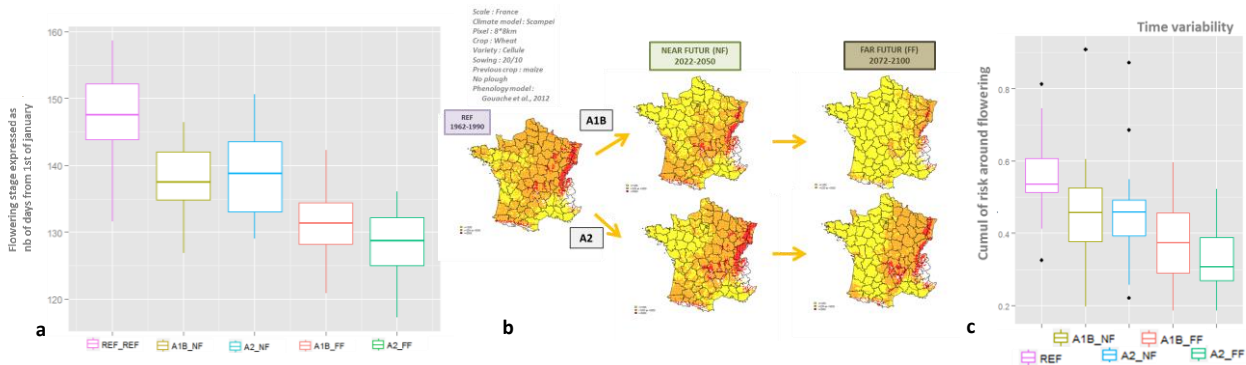 160
150
140
130
120
Flowering stage expressed as
nb of days from 1st of january
a
REF_REF
A1B_NF
A2_NF
A1B_FF
A2_FF
Scale : France
Climate model : Scampei
Pixel : 8*8km
Crop : Wheat
Variety : Cellule
Sowing : 20/10
Previous crop : maize
No plough
Phenology model :
Gouache et al., 2012
NEAR FUTUR (NF)
2022-2050
FAR FUTUR (FF)
2072-2100
REF
1962-1990
A1B
A2
b
Time variability
0.8
0.6
0.4
0.2
Cumul of risk around flowering
c
A1B_NF
A1B_FF
REF
A2_NF
A2_FF